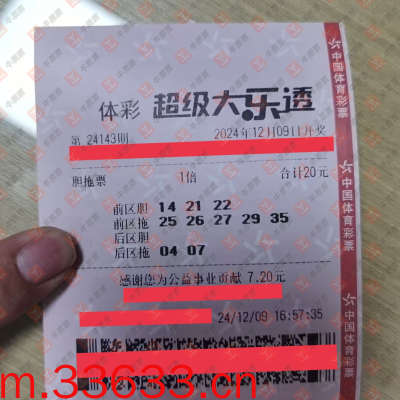 体彩 超级大乐透
第 24143期 2024年12月09日开奖
胆拖票 1倍 合计20元
前区胆 14 21 22
前区拖 25 26 27 29 35
后区胆
后区拖 04 07
感谢您为公益事业贡献 7.20元
24/12/09 16:57:35
中国体育彩票
中国体育彩票
中国体育彩票
m.33633.cn